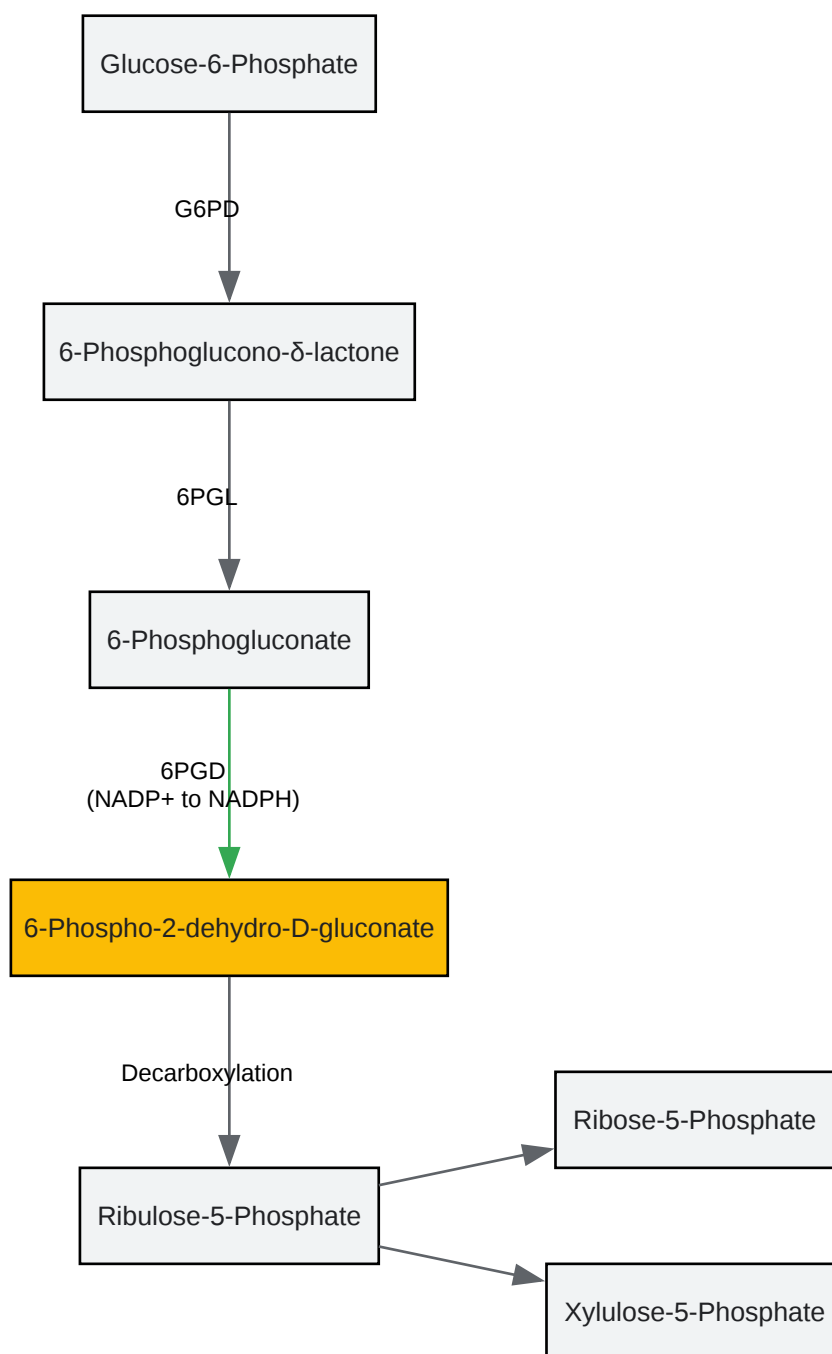 Glucose-6-Phosphate
G6PD
6-Phosphoglucono-δ-lactone
6PGL
6-Phosphogluconate
6PGD
(NADP+ to NADPH)
6-Phospho-2-dehydro-D-gluconate
Decarboxylation
Ribose-5-Phosphate
Ribulose-5-Phosphate
Xylulose-5-Phosphate